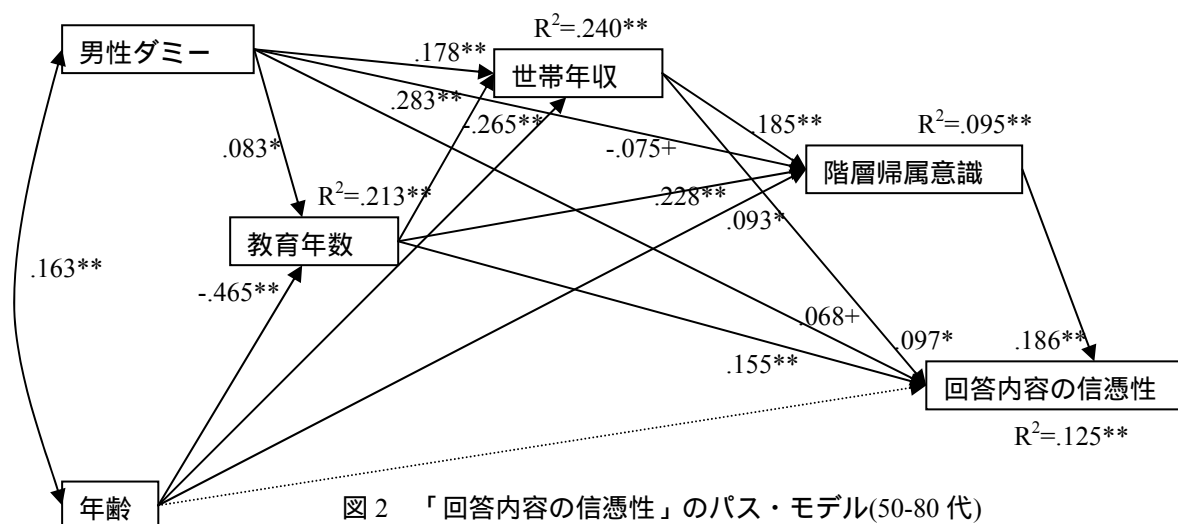 R²=.240**
男性ダミー
.178**
世帯年収
.283**
-.265**
.185**
R²=.095**
.083*
-.075+
階層帰属意識
R²=.213**
.228**
.093*
教育年数
.163**
-.465**
.068+
.097*
.186**
.155**
回答内容の信憑性
R²=.125**
年齢
図2 「回答内容の信憑性」のパス・モデル(50-80代)